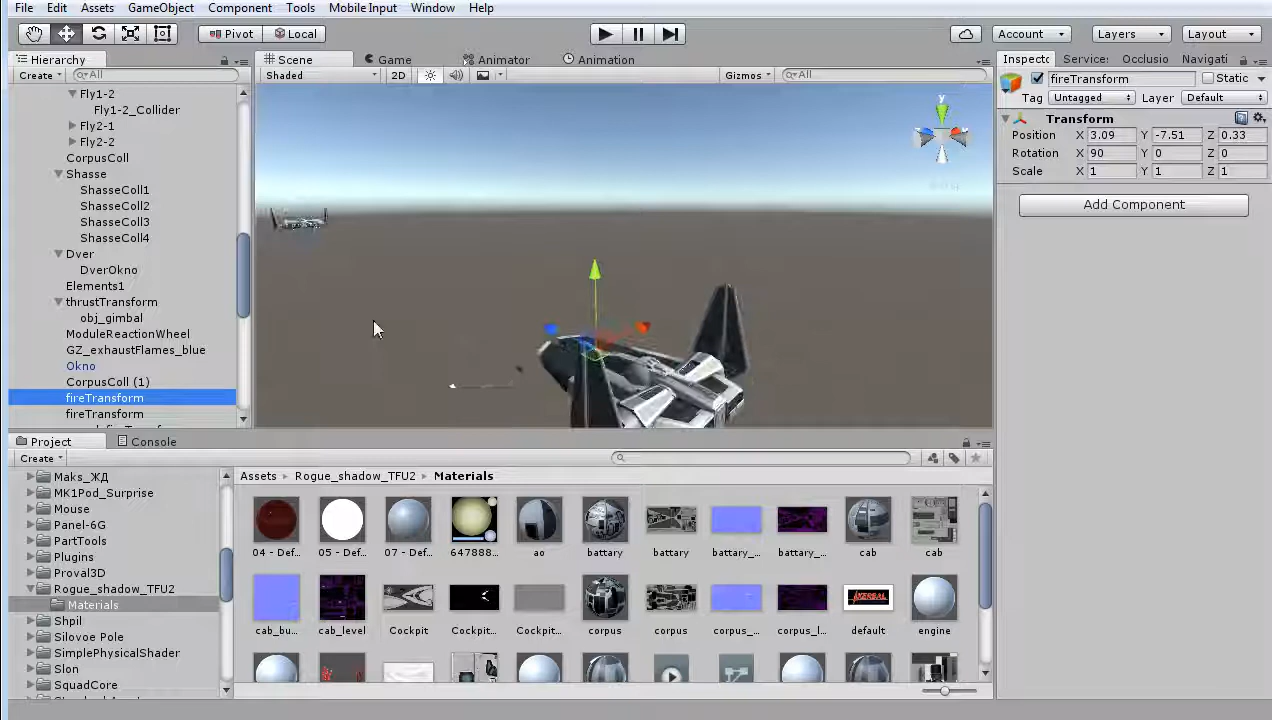 File Edit Assets GameObject Component Tools Mobile Input Window Help
Pivot Local Account Layers Layout
Hierarchy Scene Game Animator Animation Inspecto Service: Occlusio Navigati
Create All Shaded 2D Gizmos All
fireTransform Static
Tag Untagged Layer Default
Transform
Position X 3.09 Y -7.51 Z 0.33
Rotation X 90 Y 0 Z 0
Scale X 1 Y 1 Z 1
Add Component
Fly1-2
Fly1-2_Collider
Fly2-1
Fly2-2
CorpusColl
Shasse
ShasseColl1
ShasseColl2
ShasseColl3
ShasseColl4
Dver
DverOkno
Elements1
thrustTransform
obj_gimbal
ModuleReactionWheel
GZ_exhaustFlames_blue
Okno
CorpusColl (1)
fireTransform
fireTransform
y
Project Console
Create
Maks_ЖД
MK1Pod_Surprise
Mouse
Panel-6G
PartTools
Plugins
Proval3D
Rogue_shadow_TFU2
Materials
Shpil
Silovoe Pole
SimplePhysicalShader
Slon
SquadCore
Assets Rogue_shadow_TFU2 Materials
04 - Def... 05 - Def... 07 - Def... 647888... ao battary battary battary_... battary_... cab cab
cab_bu... cab_level Cockpit Cockpit... Cockpit... corpus corpus corpus_... corpus_l... default engine